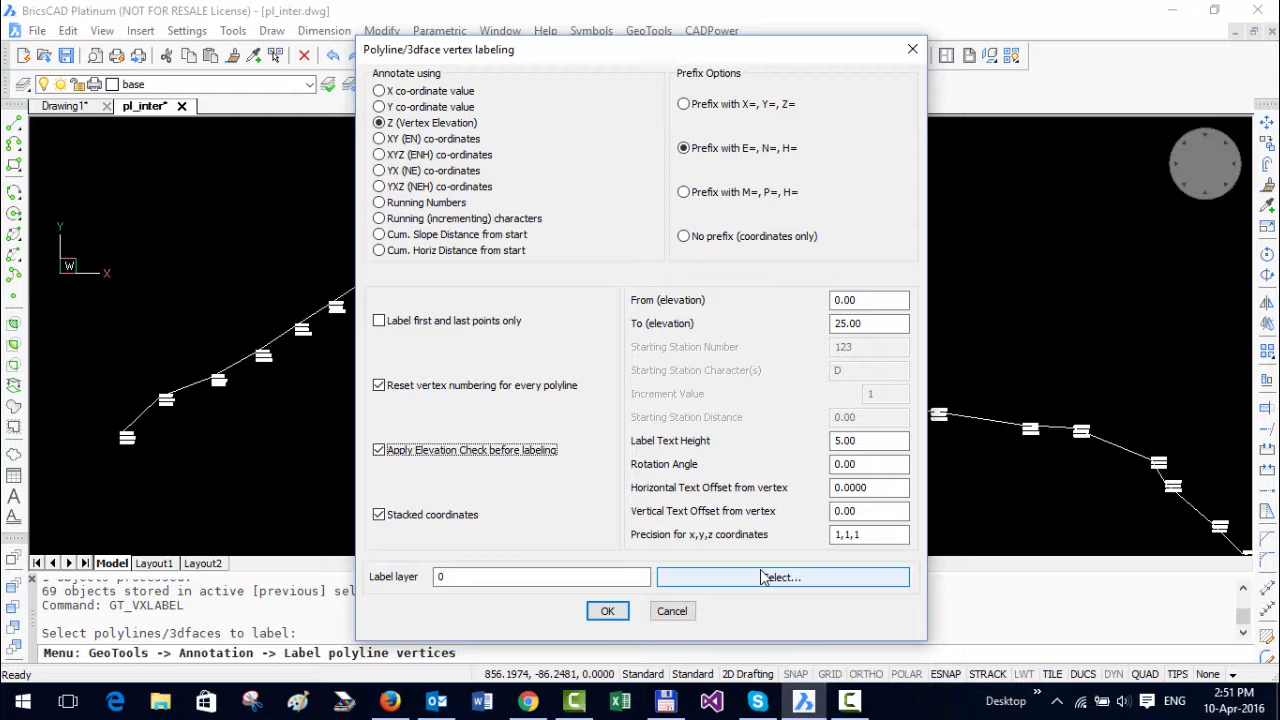 BricsCAD Platinum (NOT FOR RESALE License) - [pl_inter.dwg]
File Edit View Insert Settings Tools Draw Dimension Modify Parametric Window Help Symbols GeoTools CADPower
base
Drawing1* pl_inter*
Polyline/3dface vertex labeling
Annotate using
X co-ordinate value
Y co-ordinate value
Z (Vertex Elevation)
XY (EN) co-ordinates
XYZ (ENH) co-ordinates
YX (NE) co-ordinates
YXZ (NEH) co-ordinates
Running Numbers
Running (incrementing) characters
Cum. Slope Distance from start
Cum. Horiz Distance from start
Prefix Options
Prefix with X=, Y=, Z=
Prefix with E=, N=, H=
Prefix with M=, P=, H=
No prefix (coordinates only)
Label first and last points only
Reset vertex numbering for every polyline
Apply Elevation Check before labeling
Stacked coordinates
From (elevation) 0.00
To (elevation) 25.00
Starting Station Number 123
Starting Station Character(s) D
Increment Value 1
Starting Station Distance 0.00
Label Text Height 5.00
Rotation Angle 0.00
Horizontal Text Offset from vertex 0.0000
Vertical Text Offset from vertex 0.00
Precision for x,y,z coordinates 1,1,1
Label layer 0
OK Cancel
Y
W X
Model Layout1 Layout2
1 objects processed.
69 objects stored in active [previous] sel
Command: GT_VXLABEL
Select polylines/3dfaces to label:
Menu: GeoTools -> Annotation -> Label polyline vertices
Ready 856.1974, -86.2481, 0.0000 Standard Standard 2D Drafting SNAP GRID ORTHO POLAR ESNAP STRACK LWT TILE DUCS DYN QUAD TIPS None
Desktop ENG 2:51 PM
10-Apr-2016